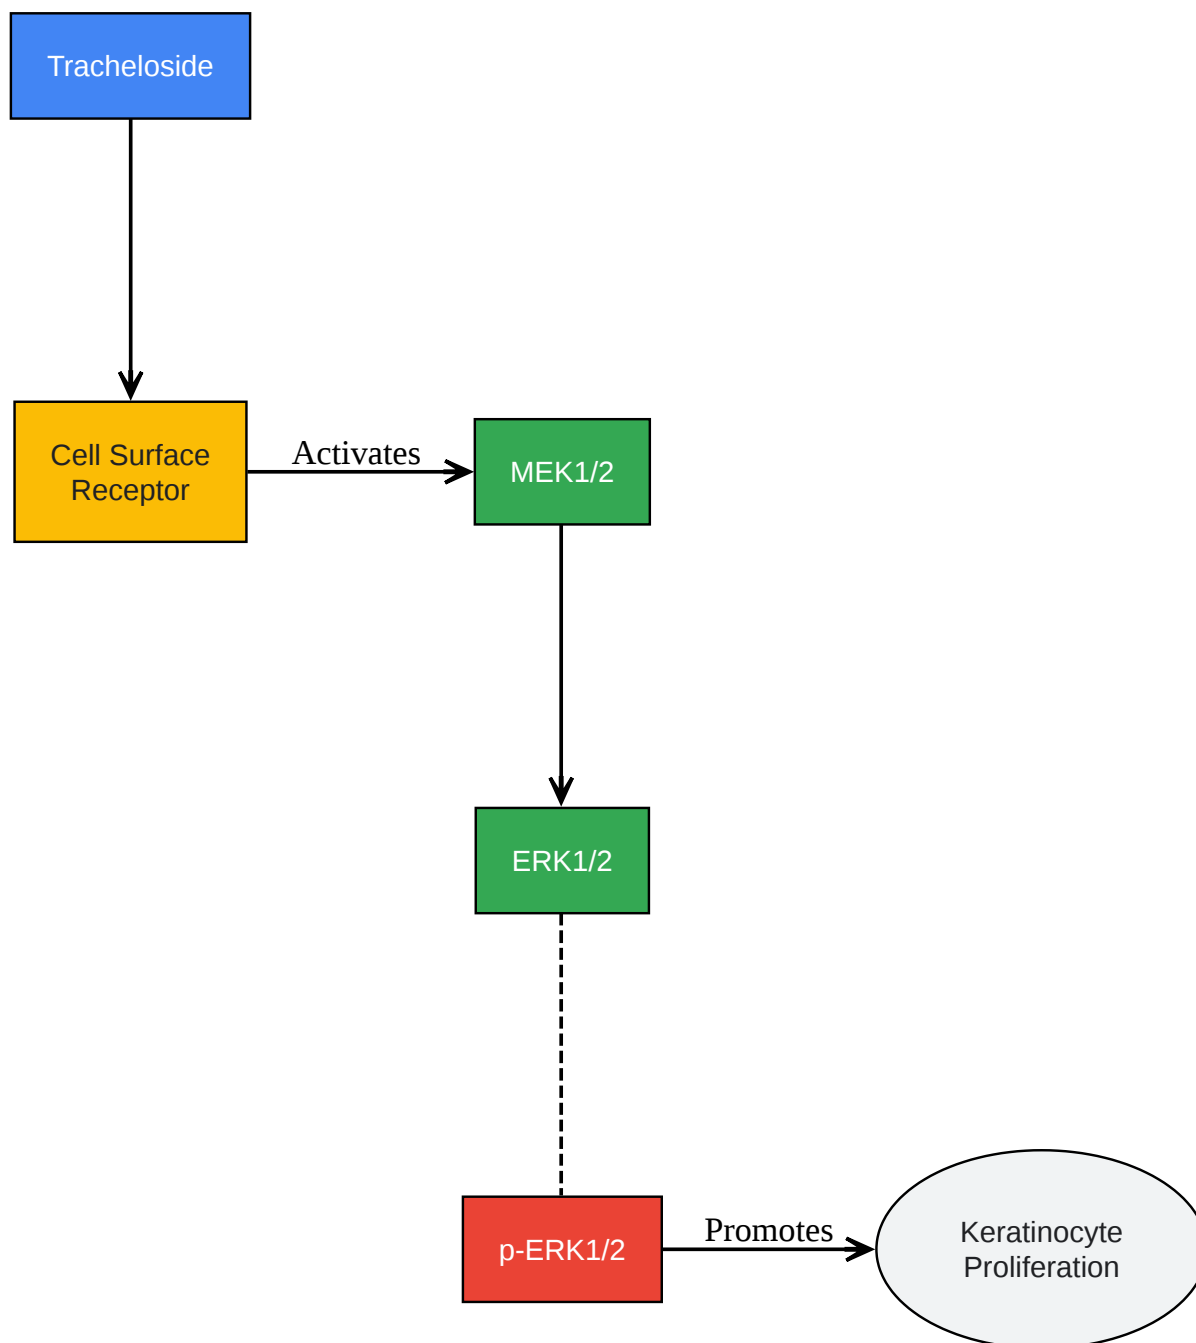 Tracheloside
Cell Surface
Receptor
Activates
MEK1/2
ERK1/2
p-ERK1/2
Promotes
Keratinocyte
Proliferation